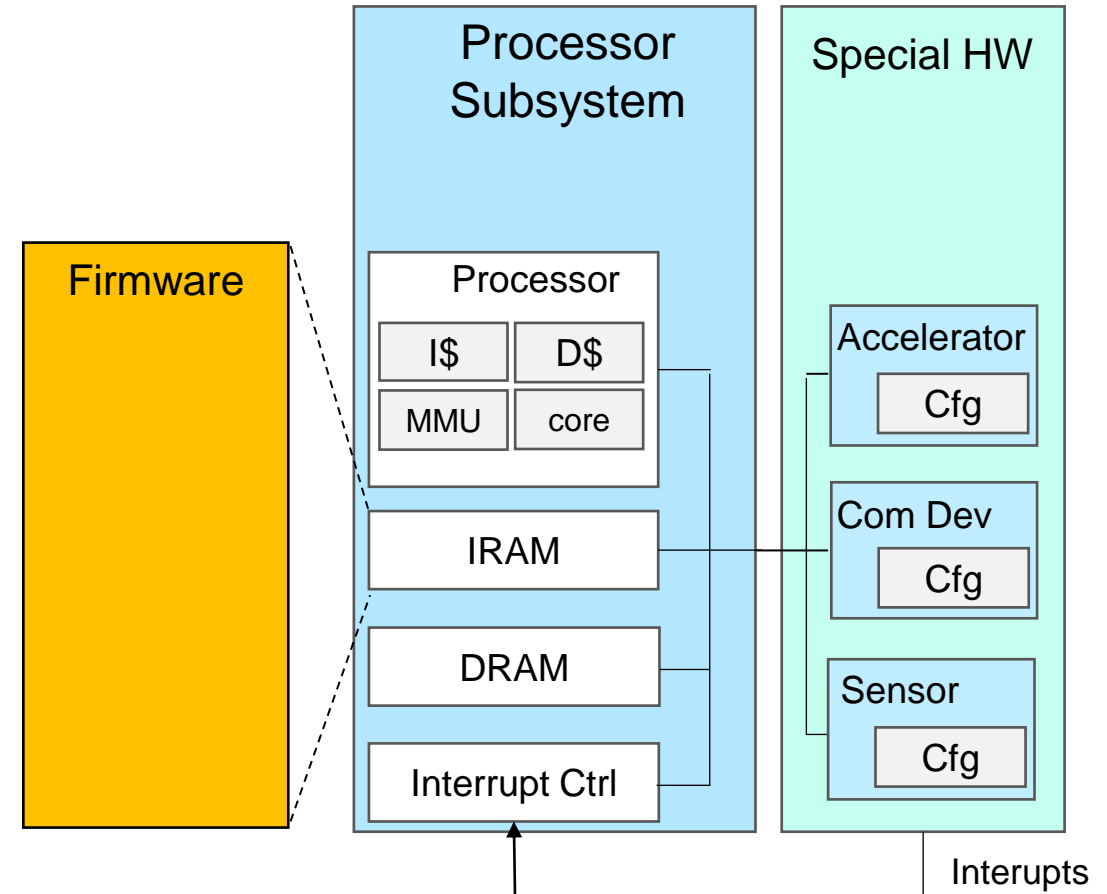 Processor
Subsystem
Special HW
Firmware
Processor
I$
D$
MMU
core
IRAM
DRAM
Interrupt Ctrl
Accelerator
Cfg
Com Dev
Cfg
Sensor
Cfg
Interupts